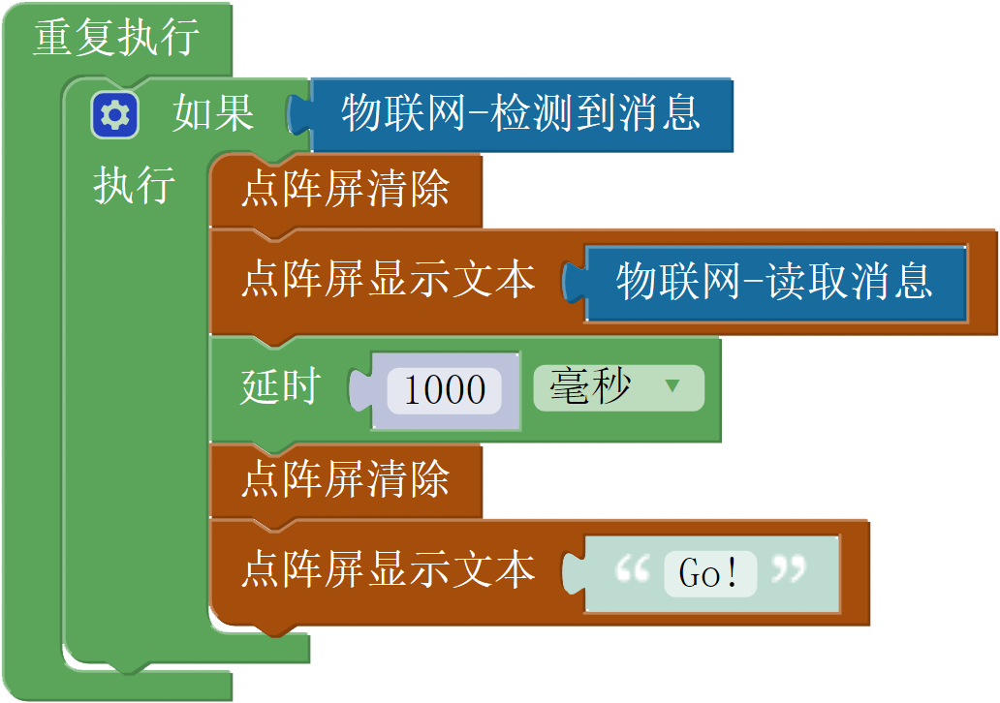 重复执行
如果 物联网-检测到消息
执行 点阵屏清除
点阵屏显示文本 物联网-读取消息
延时 1000 毫秒
点阵屏清除
点阵屏显示文本 “ Go! ”